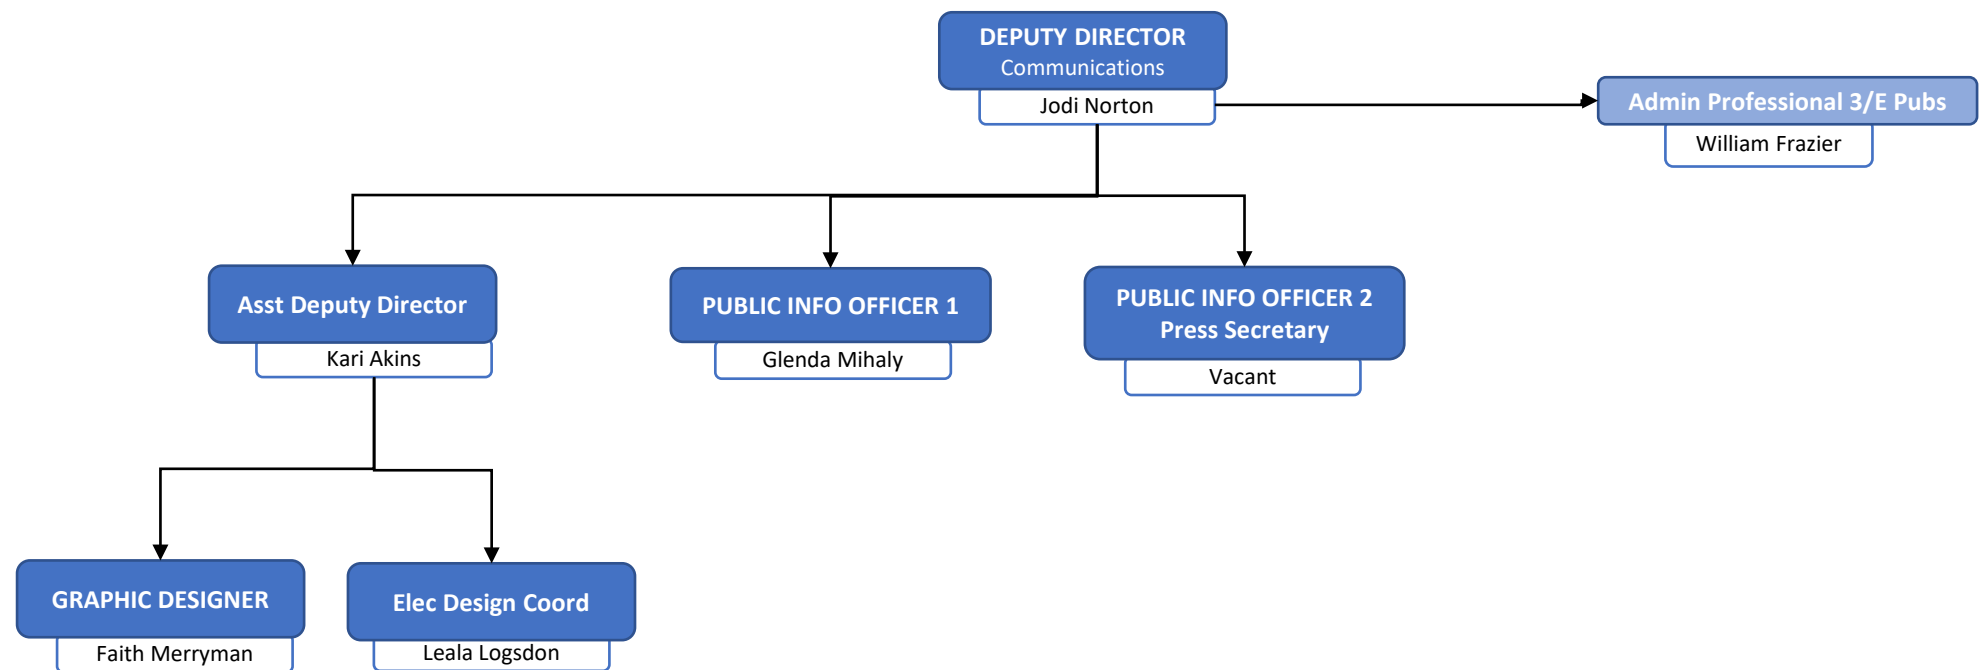 DEPUTY DIRECTOR
Communications
Jodi Norton
Admin Professional 3/E Pubs
William Frazier
Asst Deputy Director
Kari Akins
PUBLIC INFO OFFICER 1
Glenda Mihaly
PUBLIC INFO OFFICER 2
Press Secretary
Vacant
GRAPHIC DESIGNER
Faith Merryman
Elec Design Coord
Leala Logsdon